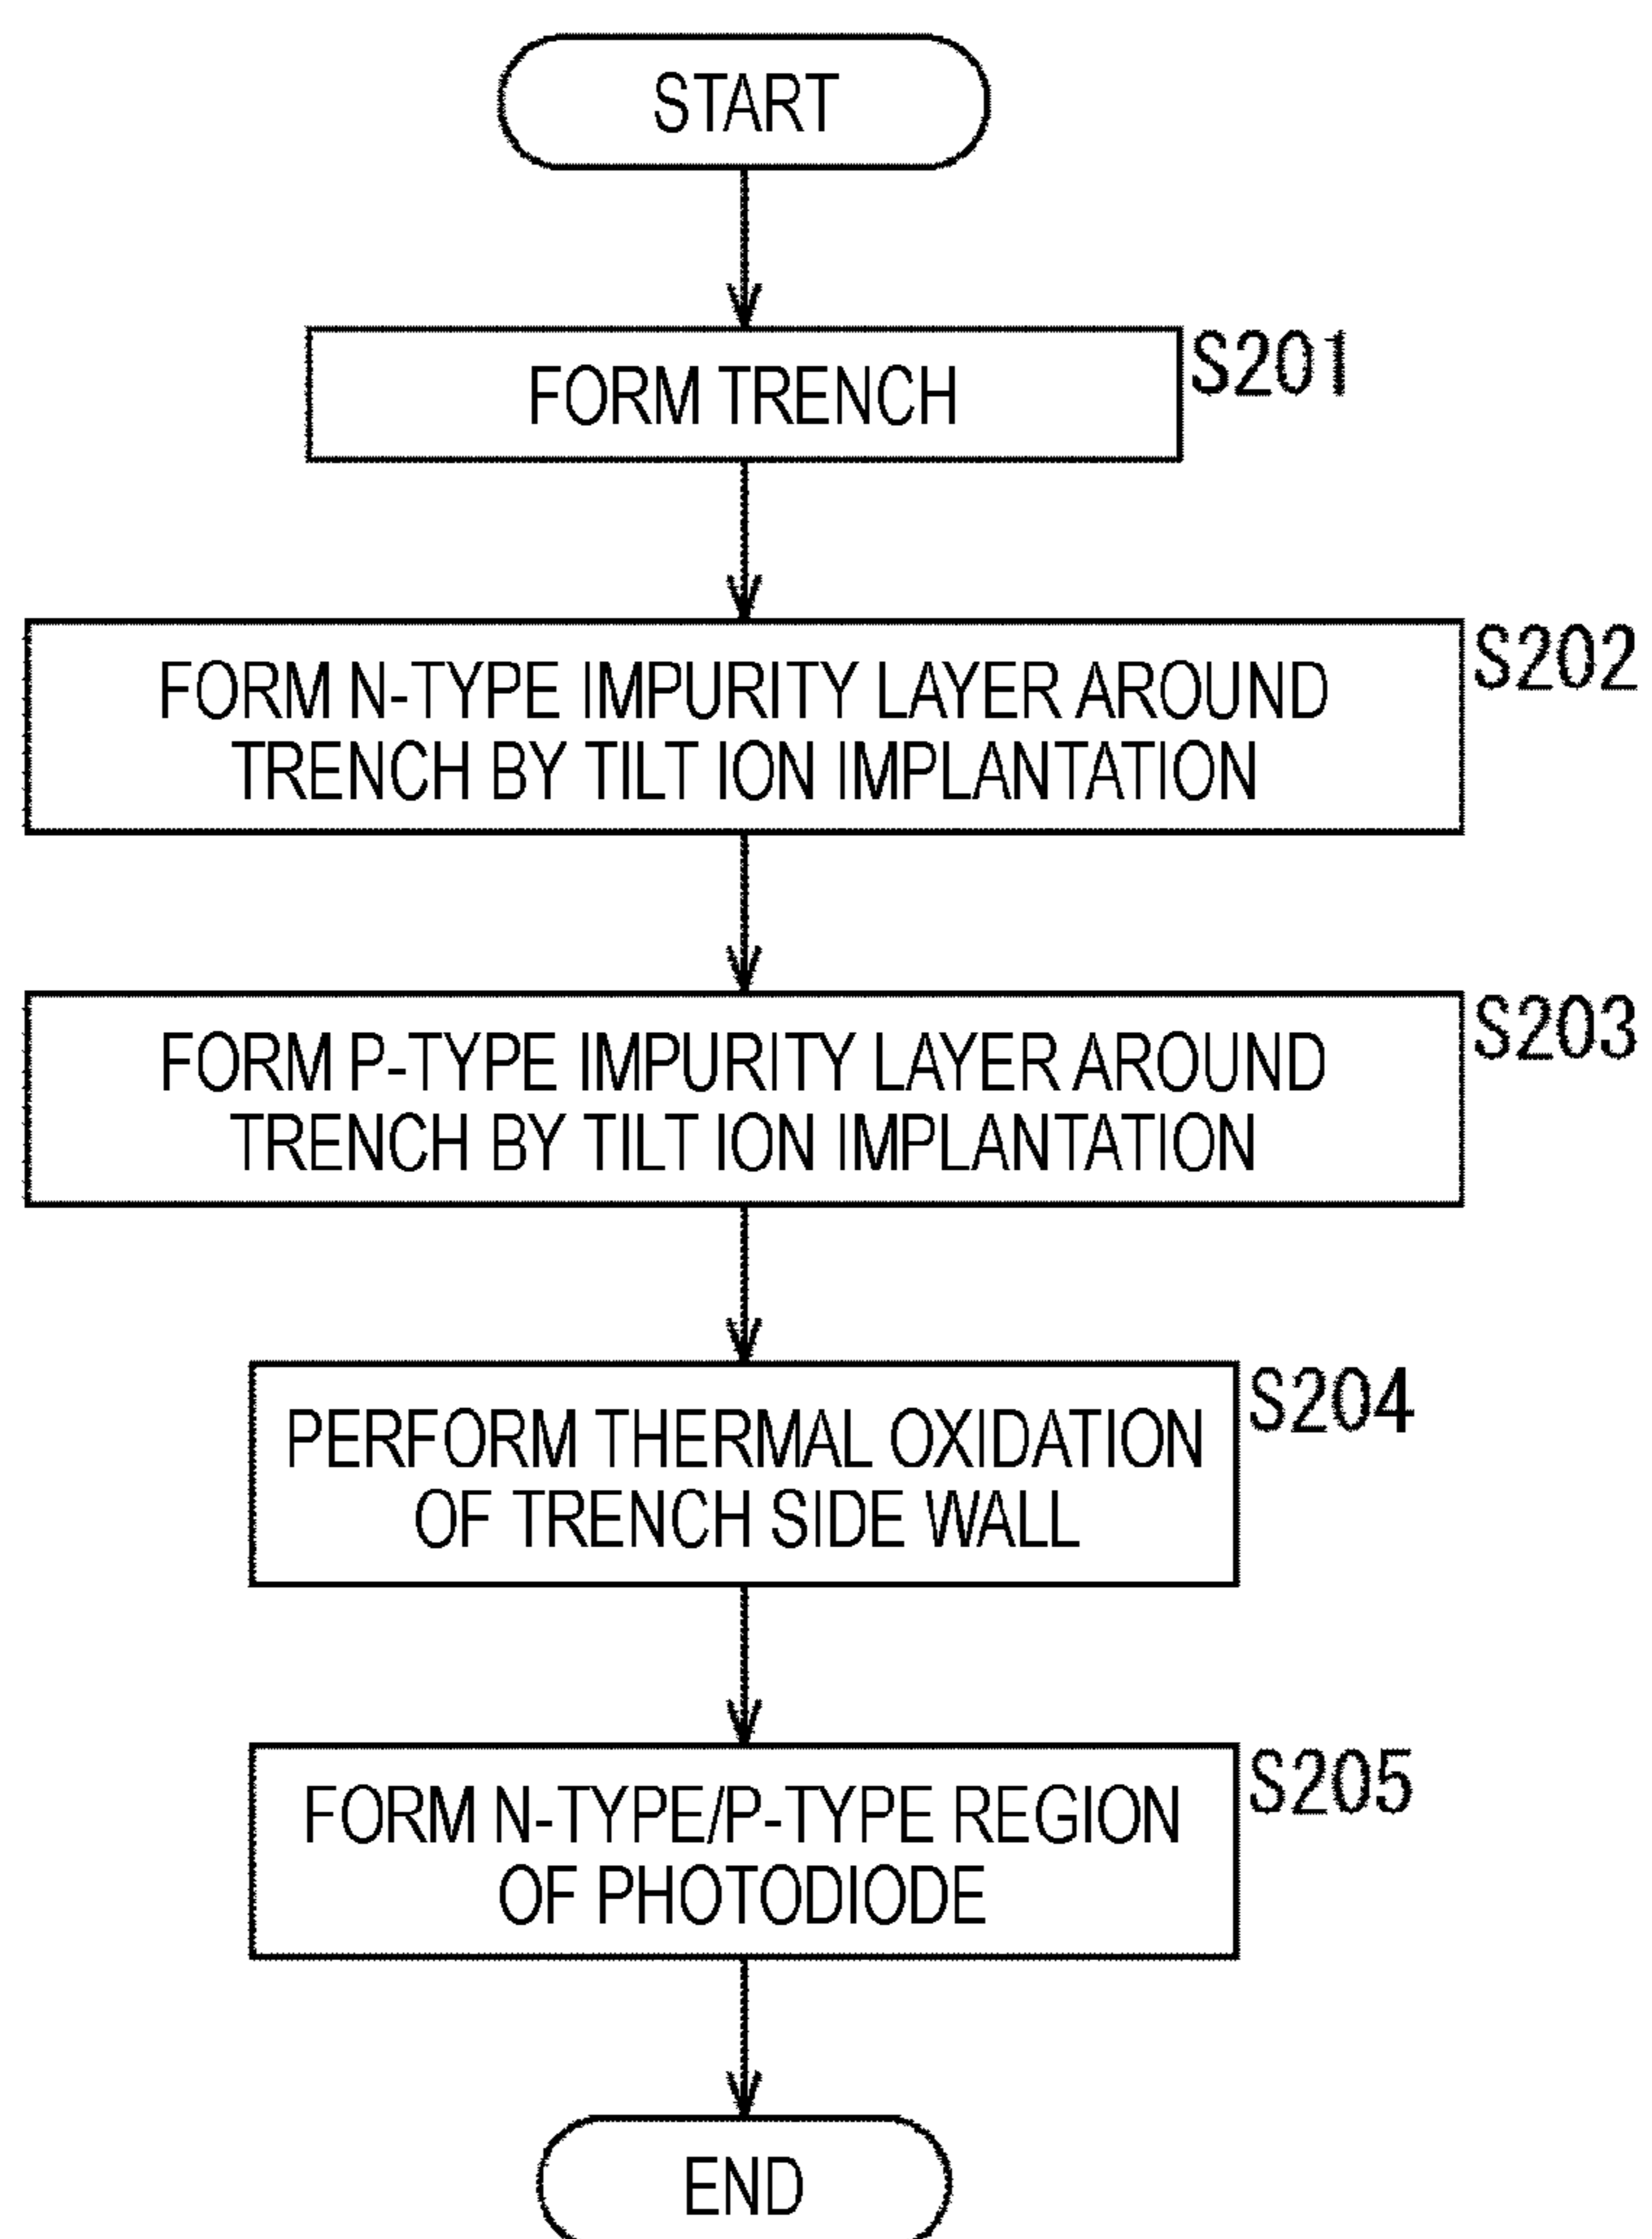 START
FORM TRENCH
S201
FORM N-TYPE IMPURITY LAYER AROUND
TRENCH BY TILT ION IMPLANTATION
S202
FORM P-TYPE IMPURITY LAYER AROUND
TRENCH BY TILT ION IMPLANTATION
S203
PERFORM THERMAL OXIDATION
OF TRENCH SIDE WALL
S204
FORM N-TYPE/P-TYPE REGION
OF PHOTODIODE
S205
END